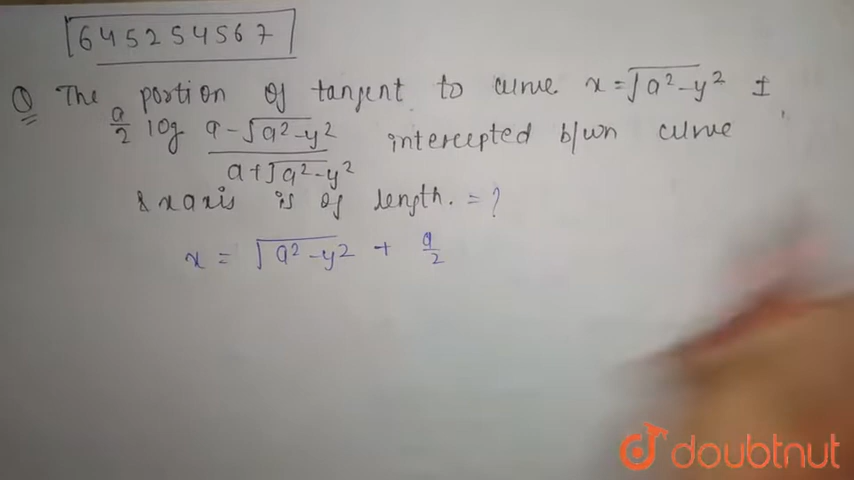 645254567
Q The portion of tangent to curve x = √a²-y² ±
a/2 log a-√a²-y² / a+√a²-y² intercepted b/wn curve
& x axis is of length. = ?
x = √a²-y² + a/2
doubtnut